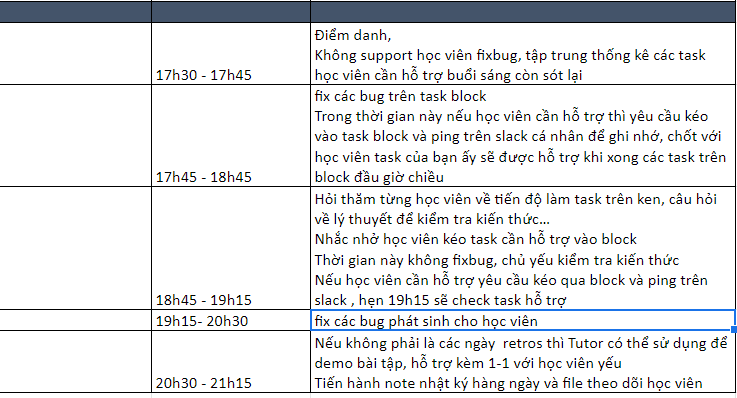 Điểm danh,
Không support học viên fixbug, tập trung thống kê các task
17h30 - 17h45
học viên cần hỗ trợ buổi sáng còn sót lại
fix các bug trên task block
Trong thời gian này nếu học viên cần hỗ trợ thì yêu cầu kéo
vào task block và ping trên slack cá nhân để ghi nhớ, chốt với
học viên task của bạn ấy sẽ được hỗ trợ khi xong các task trên
17h45 - 18h45
block đầu giờ chiều
Hỏi thăm từng học viên về tiến độ làm task trên ken, câu hỏi
về lý thuyết để kiểm tra kiến thức...
Nhắc nhở học viên kéo task cần hỗ trợ vào block
Thời gian này không fixbug, chủ yếu kiểm tra kiến thức
Nếu học viên cần hỗ trợ yêu cầu kéo qua block và ping trên
18h45 - 19h15
slack , hẹn 19h15 sẽ check task hỗ trợ
19h15- 20h30
fix các bug phát sinh cho học viên
Nếu không phải là các ngày  retros thì Tutor có thể sử dụng để
demo bài tập, hỗ trợ kèm 1-1 với học viên yếu
20h30 - 21h15
Tiến hành note nhật ký hàng ngày và file theo dõi học viên